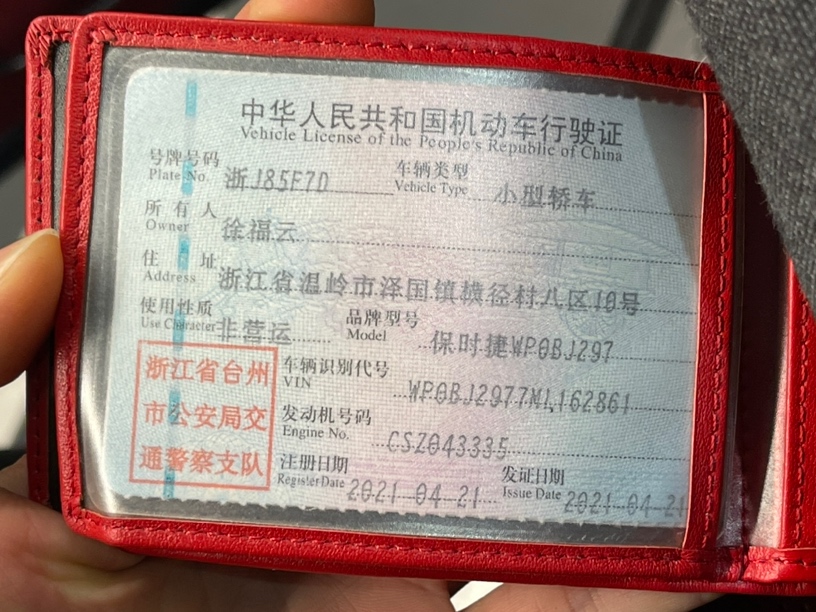 中华人民共和国机动车行驶证
Vehicle License of the People's Republic of China
号牌号码 浙J85F7D 车辆类型 小型轿车
Plate No. Vehicle Type
所有人 徐福云
Owner
住址 浙江省温岭市泽国镇横径村八区10号
Address
使用性质 非营运 品牌型号 保时捷WP0BJ297
Use Character Model
浙江省台州
市公安局交
通警察支队
车辆识别代号 WP0BJ2977ML162861
VIN
发动机号码 CSZ043335
Engine No.
注册日期 2021-04-21 发证日期 2021-04-21
Register Date Issue Date